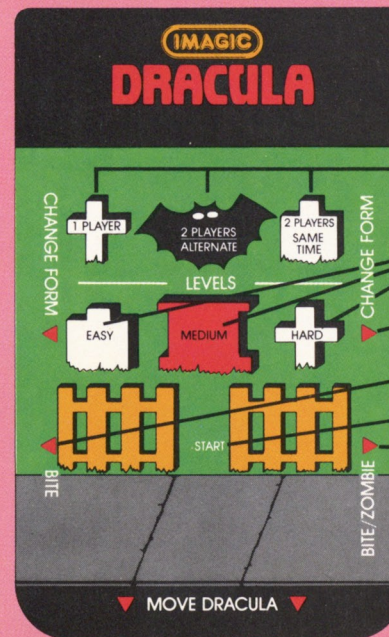 IMAGIC
DRACULA
CHANGE FORM
1 PLAYER
2 PLAYERS
ALTERNATE
2 PLAYERS
SAME
TIME
CHANGE FORM
LEVELS
EASY
MEDIUM
HARD
START
BITE
BITE/ZOMBIE
MOVE DRACULA